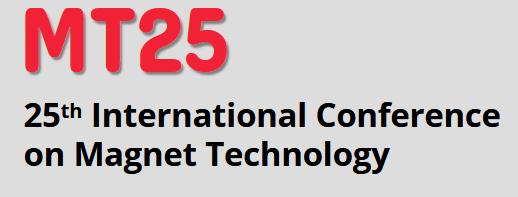 MT25
25th International Conference
on Magnet Technology